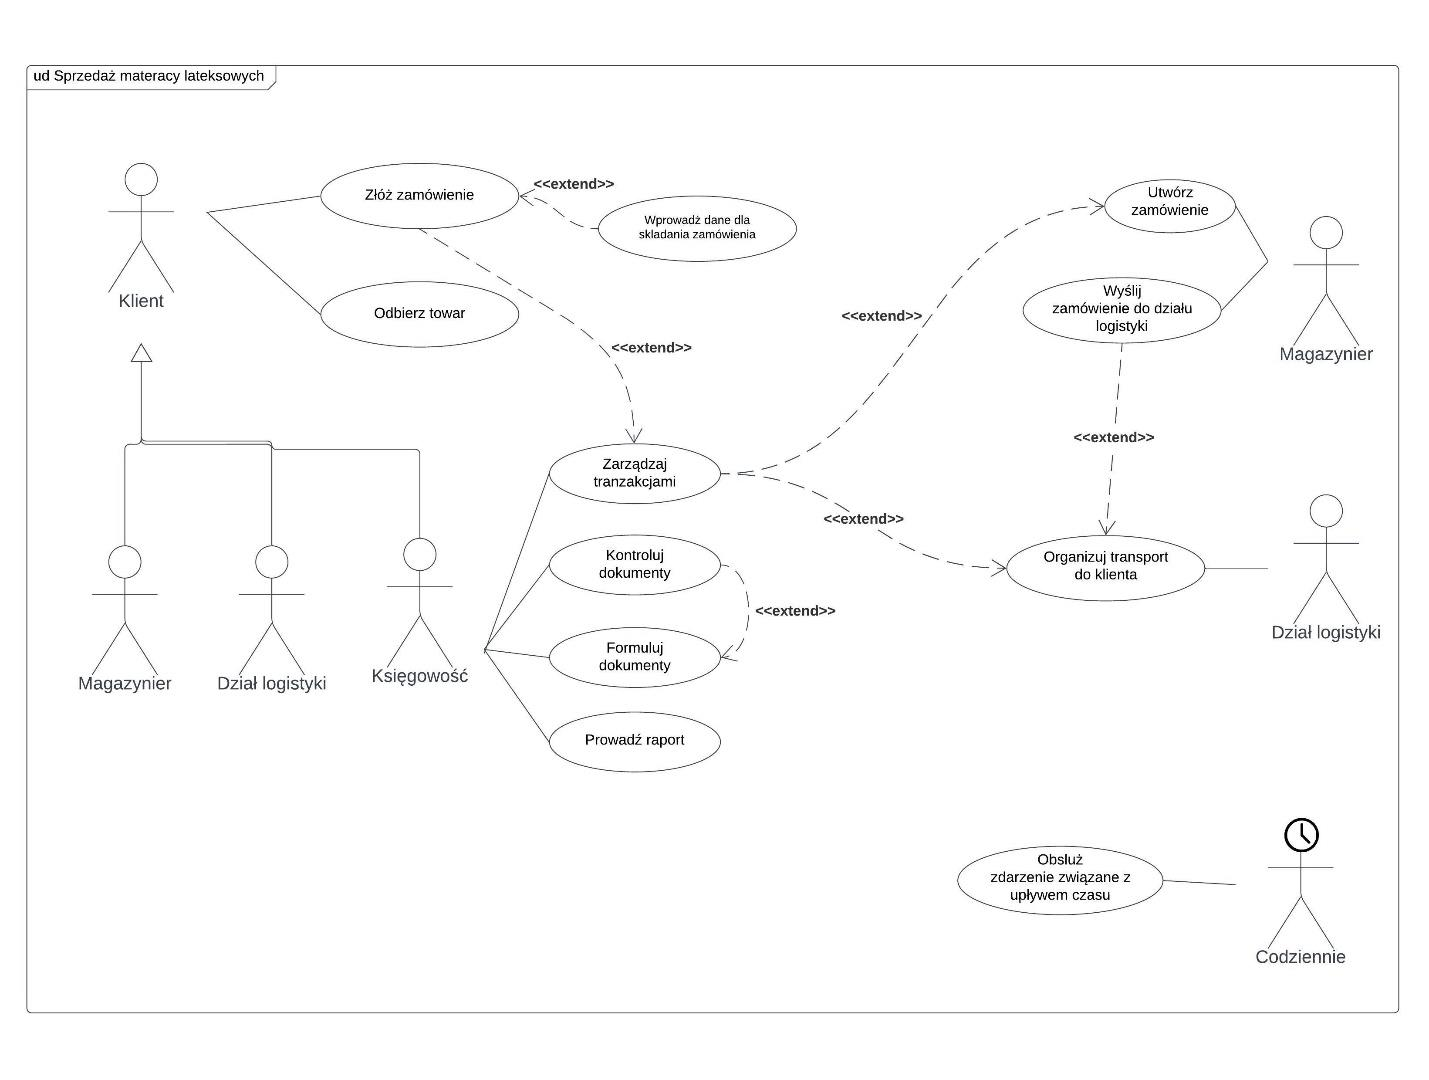 ud Sprzedaż materacy lateksowych
Złóż zamówienie
<<extend>>
Wprowadż dane dla
skladania zamówienia
Utwórz
zamówienie
Klient
Odbierz towar
Wyślij
zamówienie do działu
logistyki
<<extend>>
<<extend>>
Magazynier
<<extend>>
Zarządzaj
tranzakcjami
<<extend>>
Kontroluj
dokumenty
Organizuj transport
do klienta
<<extend>>
Dział logistyki
Formuluj
dokumenty
Magazynier
Dział logistyki
Księgowość
Prowadź raport
Obsluż
zdarzenie związane z
upływem czasu
Codziennie